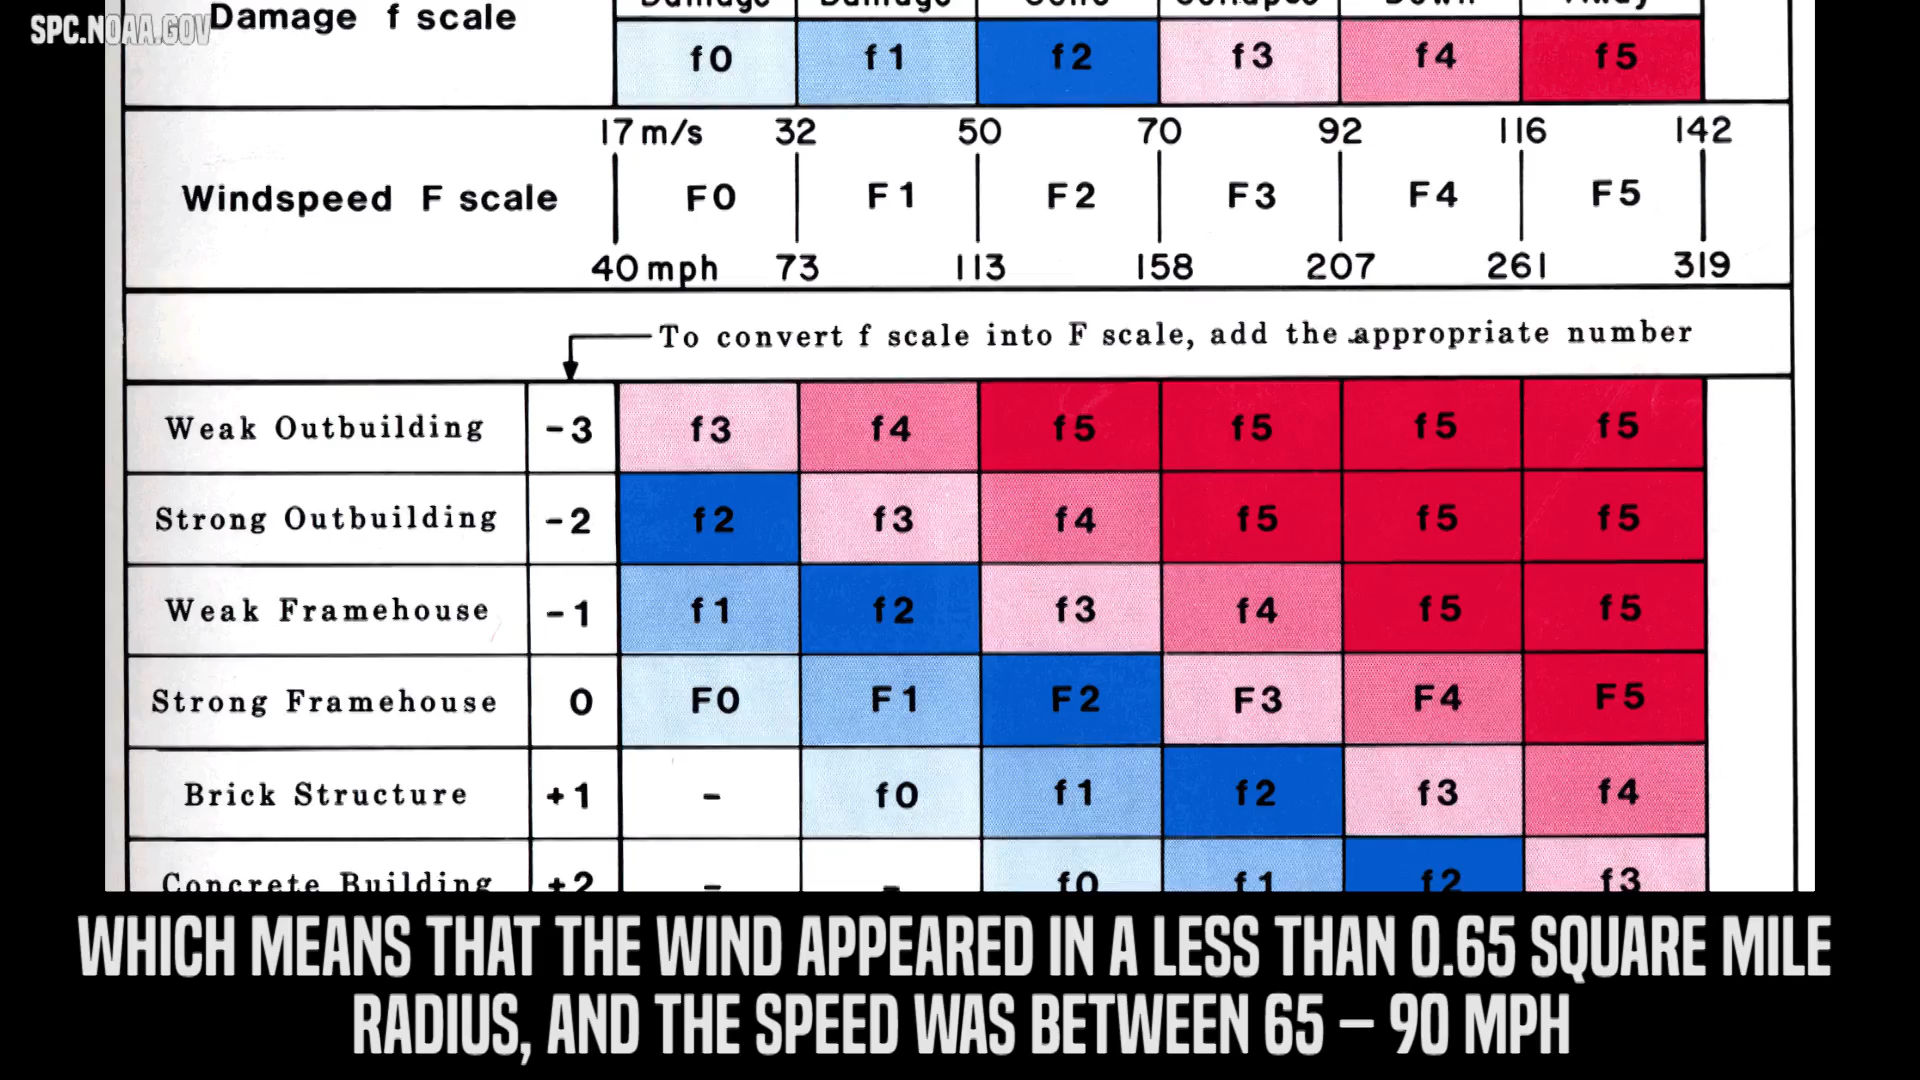 SPC.NOAA.GOV
Damage f scale
Damage Damage Gone Collapse Down Away
f0 f1 f2 f3 f4 f5
17 m/s 32 50 70 92 116 142
Windspeed F scale F0 F1 F2 F3 F4 F5
40 mph 73 113 158 207 261 319
To convert f scale into F scale, add the appropriate number
Weak Outbuilding -3 f3 f4 f5 f5 f5 f5
Strong Outbuilding -2 f2 f3 f4 f5 f5 f5
Weak Framehouse -1 f1 f2 f3 f4 f5 f5
Strong Framehouse 0 F0 F1 F2 F3 F4 F5
Brick Structure +1 - f0 f1 f2 f3 f4
Concrete Building +2 - - f0 f1 f2 f3
WHICH MEANS THAT THE WIND APPEARED IN A LESS THAN 0.65 SQUARE MILE
RADIUS, AND THE SPEED WAS BETWEEN 65 – 90 MPH